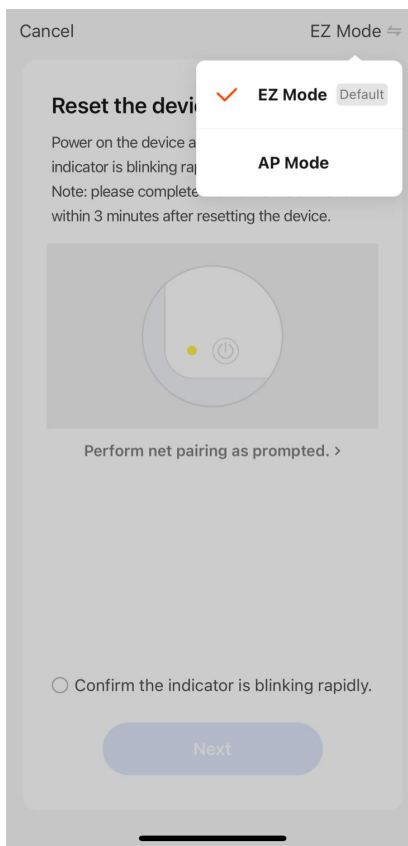 Cancel
EZ Mode
EZ Mode Default
AP Mode
Reset the devi
Power on the device a
indicator is blinking ra
Note: please complete
within 3 minutes after resetting the device.
Perform net pairing as prompted. >
Confirm the indicator is blinking rapidly.
Next